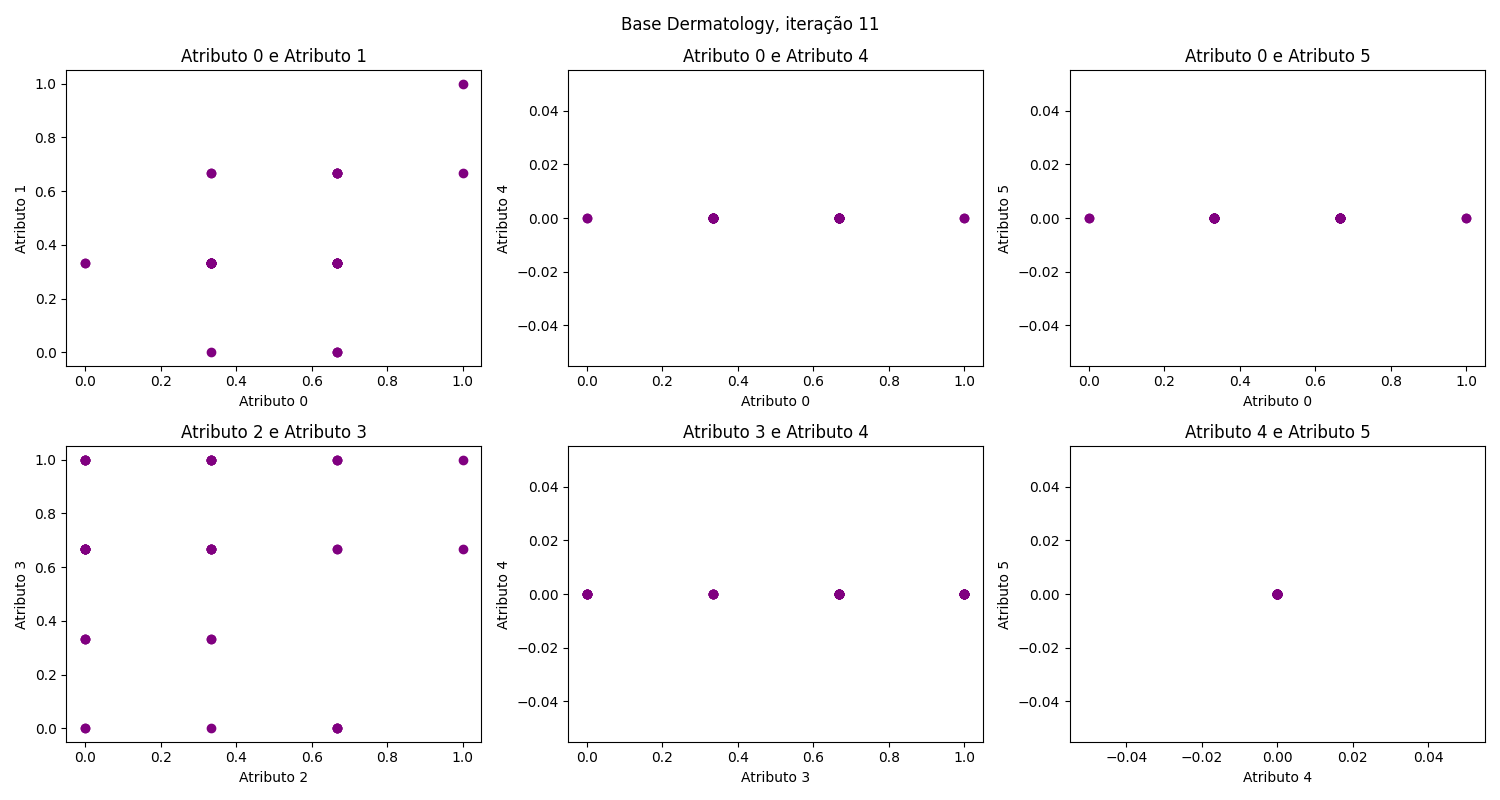 Base Dermatology, iteração 11
Atributo 0 e Atributo 1
1.0
0.8
0.6
0.4
0.2
0.0
Atributo 1
0.0 0.2 0.4 0.6 0.8 1.0
Atributo 0
Atributo 0 e Atributo 4
0.04
0.02
0.00
−0.02
−0.04
Atributo 4
0.0 0.2 0.4 0.6 0.8 1.0
Atributo 0
Atributo 0 e Atributo 5
0.04
0.02
0.00
−0.02
−0.04
Atributo 5
0.0 0.2 0.4 0.6 0.8 1.0
Atributo 0
Atributo 2 e Atributo 3
1.0
0.8
0.6
0.4
0.2
0.0
Atributo 3
0.0 0.2 0.4 0.6 0.8 1.0
Atributo 2
Atributo 3 e Atributo 4
0.04
0.02
0.00
−0.02
−0.04
Atributo 4
0.0 0.2 0.4 0.6 0.8 1.0
Atributo 3
Atributo 4 e Atributo 5
0.04
0.02
0.00
−0.02
−0.04
Atributo 5
−0.04 −0.02 0.00 0.02 0.04
Atributo 4